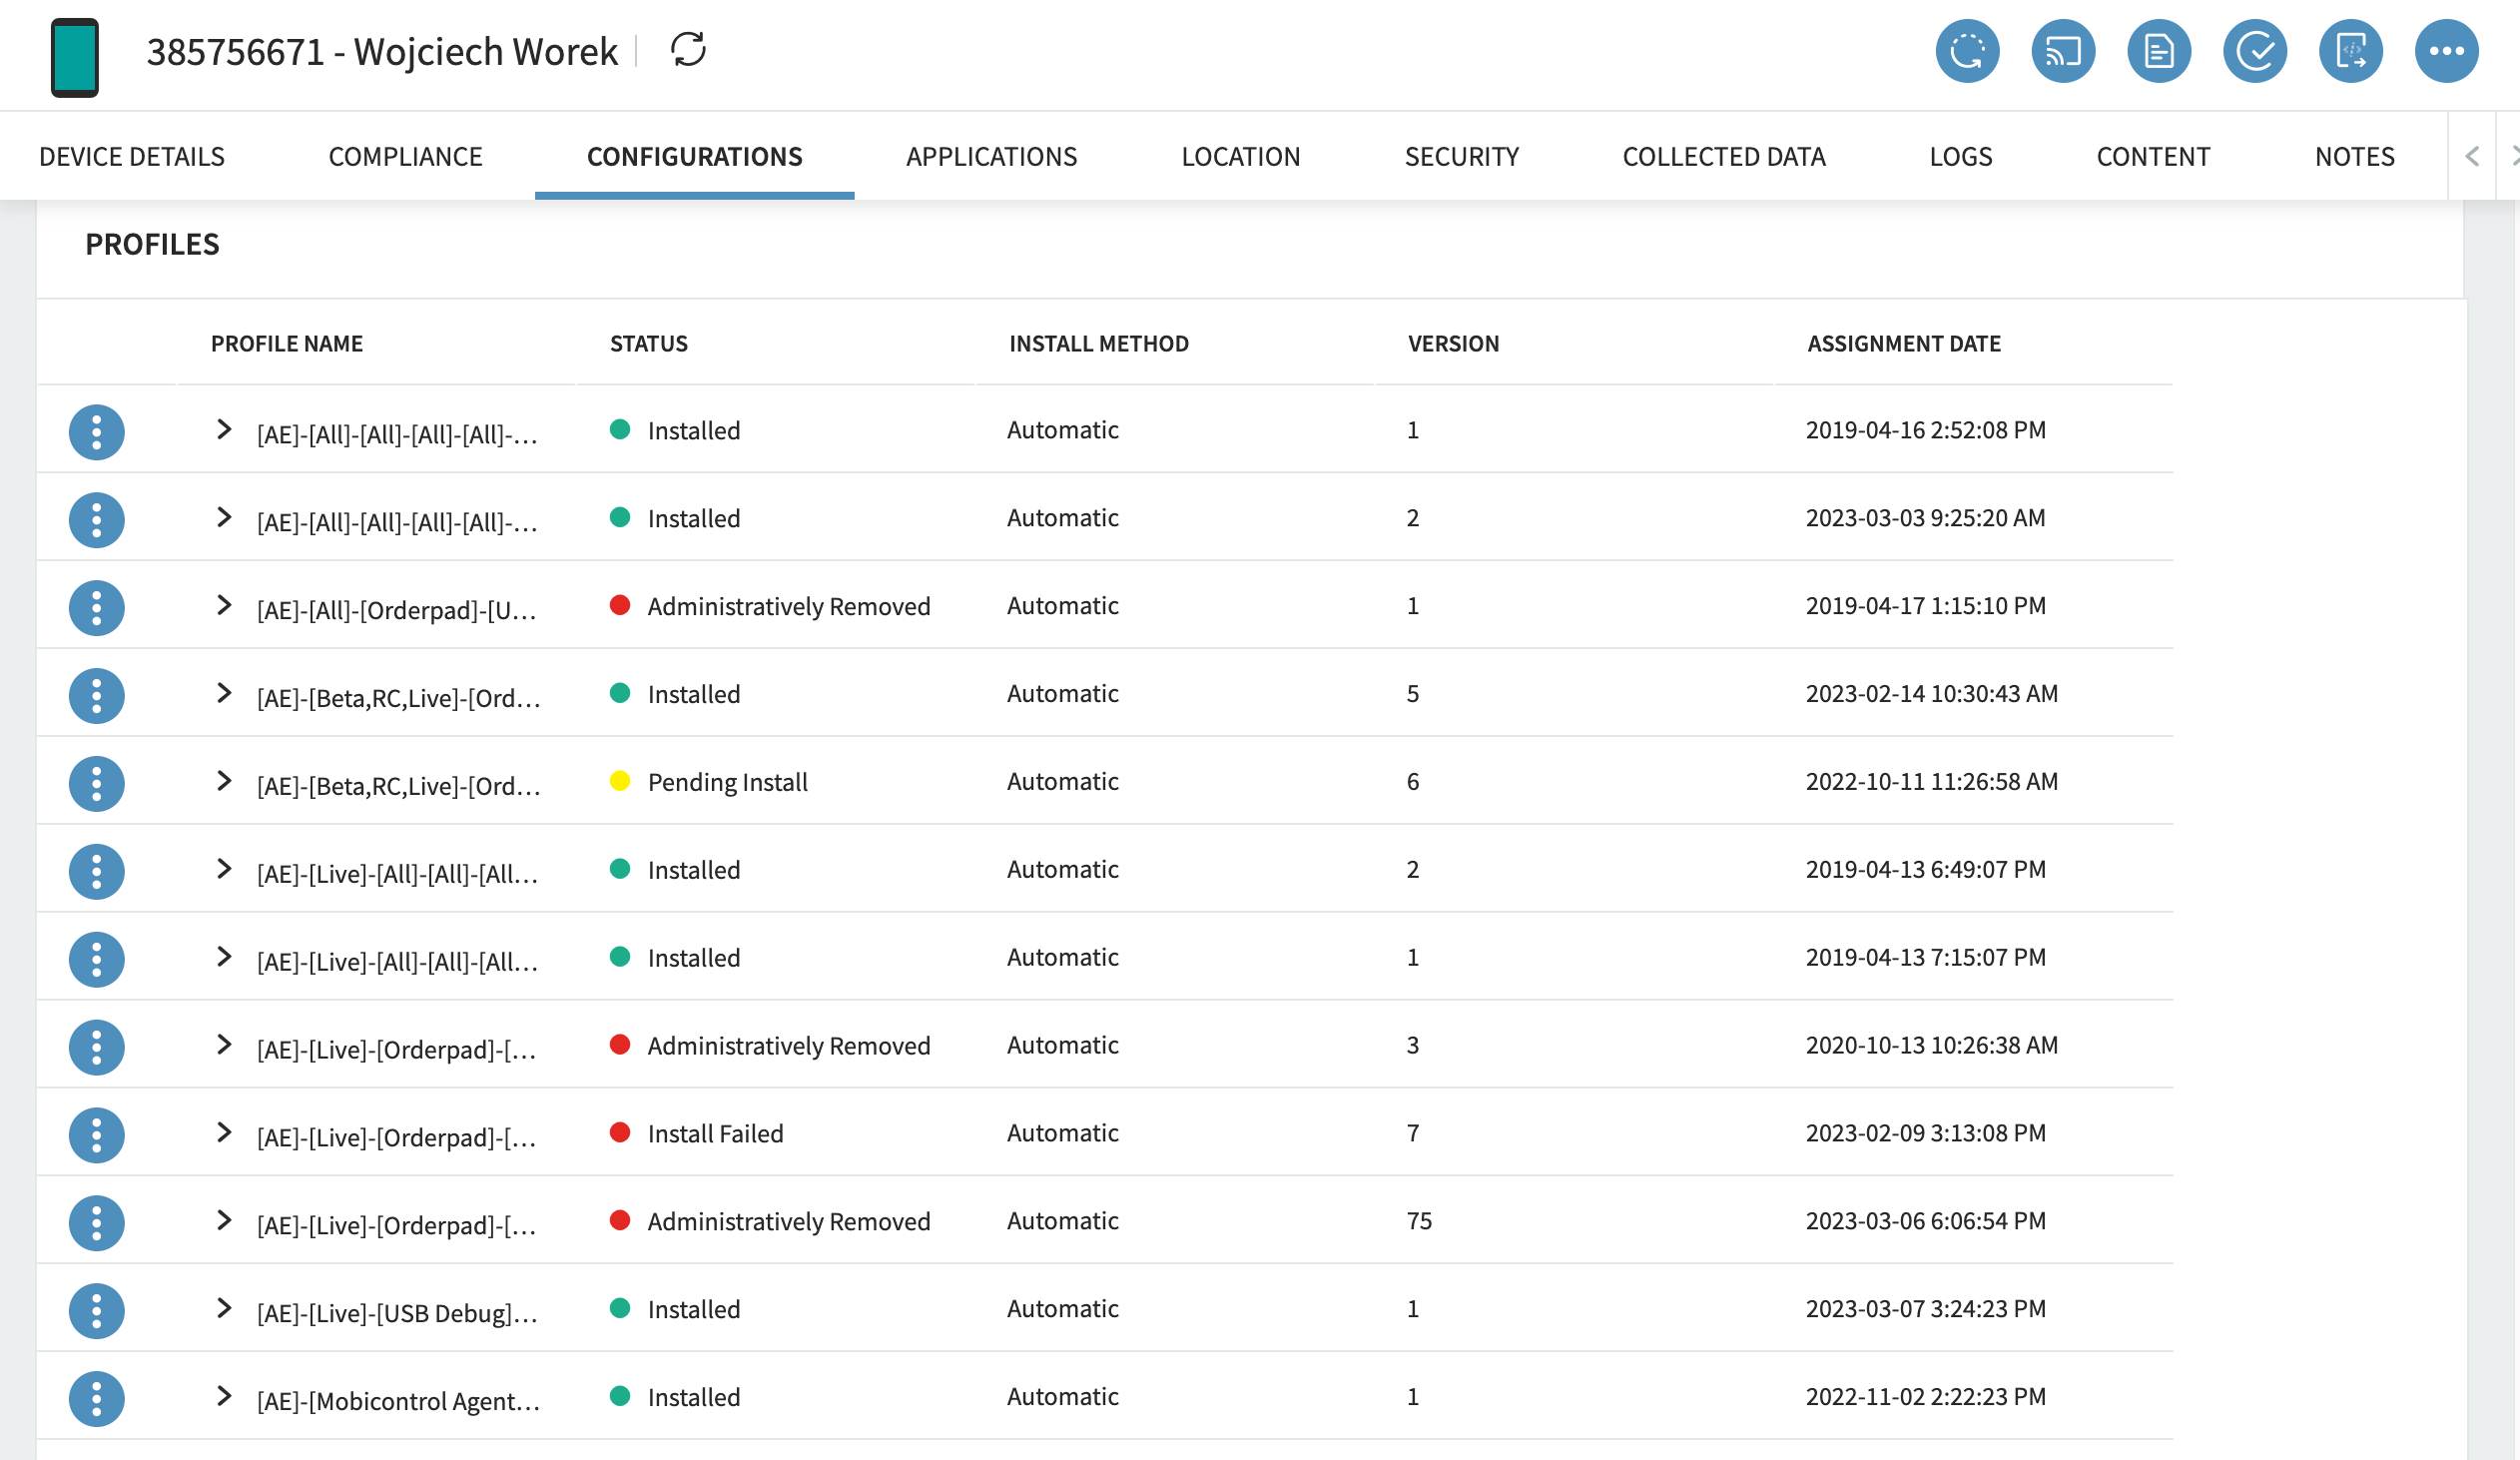 385756671 - Wojciech Worek
DEVICE DETAILS COMPLIANCE CONFIGURATIONS APPLICATIONS LOCATION SECURITY COLLECTED DATA LOGS CONTENT NOTES
PROFILES
PROFILE NAME STATUS INSTALL METHOD VERSION ASSIGNMENT DATE
[AE]-[All]-[All]-[All]-[All]-... Installed Automatic 1 2019-04-16 2:52:08 PM
[AE]-[All]-[All]-[All]-[All]-... Installed Automatic 2 2023-03-03 9:25:20 AM
[AE]-[All]-[Orderpad]-[U... Administratively Removed Automatic 1 2019-04-17 1:15:10 PM
[AE]-[Beta,RC,Live]-[Ord... Installed Automatic 5 2023-02-14 10:30:43 AM
[AE]-[Beta,RC,Live]-[Ord... Pending Install Automatic 6 2022-10-11 11:26:58 AM
[AE]-[Live]-[All]-[All]-[All... Installed Automatic 2 2019-04-13 6:49:07 PM
[AE]-[Live]-[All]-[All]-[All... Installed Automatic 1 2019-04-13 7:15:07 PM
[AE]-[Live]-[Orderpad]-[... Administratively Removed Automatic 3 2020-10-13 10:26:38 AM
[AE]-[Live]-[Orderpad]-[... Install Failed Automatic 7 2023-02-09 3:13:08 PM
[AE]-[Live]-[Orderpad]-[... Administratively Removed Automatic 75 2023-03-06 6:06:54 PM
[AE]-[Live]-[USB Debug]... Installed Automatic 1 2023-03-07 3:24:23 PM
[AE]-[Mobicontrol Agent... Installed Automatic 1 2022-11-02 2:22:23 PM